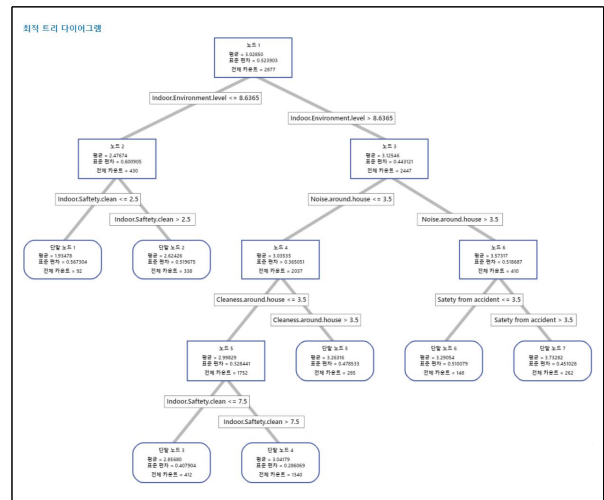 최적 트리 다이어그램
노드 1
평균 = 3.02850
표준 편차 = 0.523903
전체 카운트 = 2877
Indoor.Environment.level <= 8.6365
Indoor.Environment.level > 8.6365
노드 2
평균 = 2.47674
표준 편차 = 0.600905
전체 카운트 = 430
노드 3
평균 = 3.12546
표준 편차 = 0.443121
전체 카운트 = 2447
Indoor.Saftety.clean <= 2.5
Indoor.Saftety.clean > 2.5
Noise.around.house <= 3.5
Noise.around.house > 3.5
단말 노드 1
평균 = 1.93478
표준 편차 = 0.567304
전체 카운트 = 92
단말 노드 2
평균 = 2.62426
표준 편차 = 0.519675
전체 카운트 = 338
노드 4
평균 = 3.03535
표준 편차 = 0.365051
전체 카운트 = 2037
노드 6
평균 = 3.57317
표준 편차 = 0.518687
전체 카운트 = 410
Cleaness.around.house <= 3.5
Cleaness.around.house > 3.5
Satety from accident <= 3.5
Satety from accident > 3.5
노드 5
평균 = 2.99829
표준 편차 = 0.328441
전체 카운트 = 1752
단말 노드 5
평균 = 3.26316
표준 편차 = 0.478533
전체 카운트 = 285
단말 노드 6
평균 = 3.29054
표준 편차 = 0.510079
전체 카운트 = 148
단말 노드 7
평균 = 3.73282
표준 편차 = 0.451028
전체 카운트 = 262
Indoor.Saftety.clean <= 7.5
Indoor.Saftety.clean > 7.5
단말 노드 3
평균 = 2.85680
표준 편차 = 0.407904
전체 카운트 = 412
단말 노드 4
평균 = 3.04179
표준 편차 = 0.286069
전체 카운트 = 1340